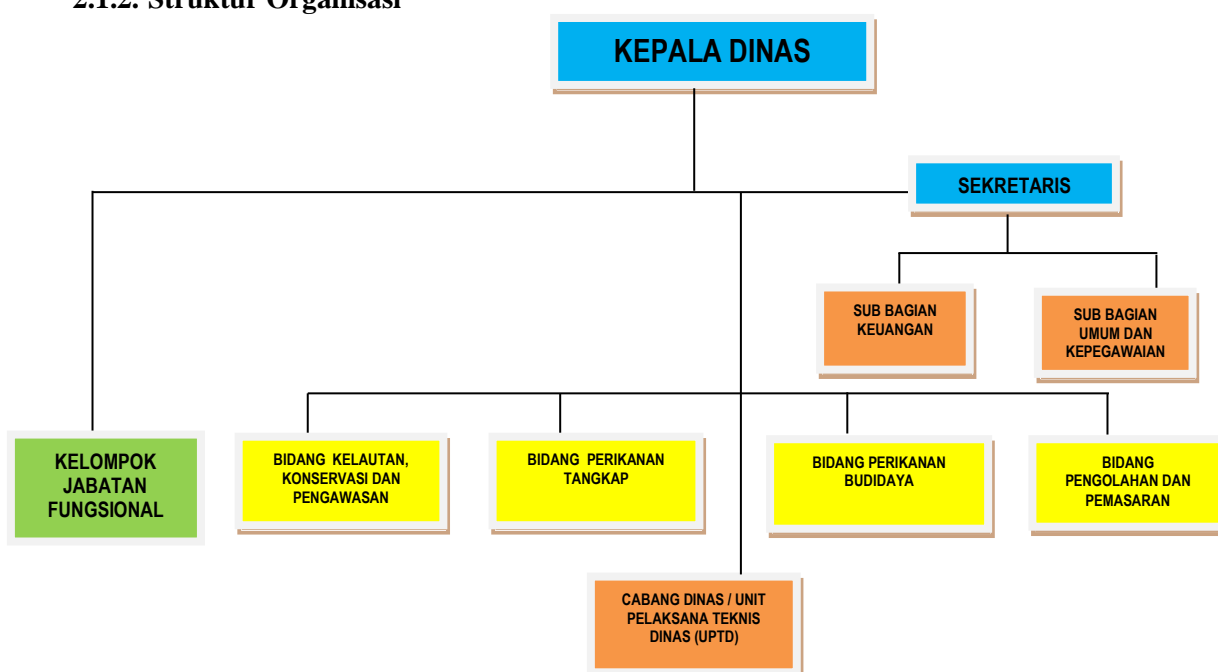 2.1.2. Struktur Organisasi
KEPALA DINAS
SEKRETARIS
SUB BAGIAN
KEUANGAN
SUB BAGIAN
UMUM DAN
KEPEGAWAIAN
KELOMPOK
JABATAN
FUNGSIONAL
BIDANG KELAUTAN,
KONSERVASI DAN
PENGAWASAN
BIDANG PERIKANAN
TANGKAP
BIDANG PERIKANAN
BUDIDAYA
BIDANG
PENGOLAHAN DAN
PEMASARAN
CABANG DINAS / UNIT
PELAKSANA TEKNIS
DINAS (UPTD)